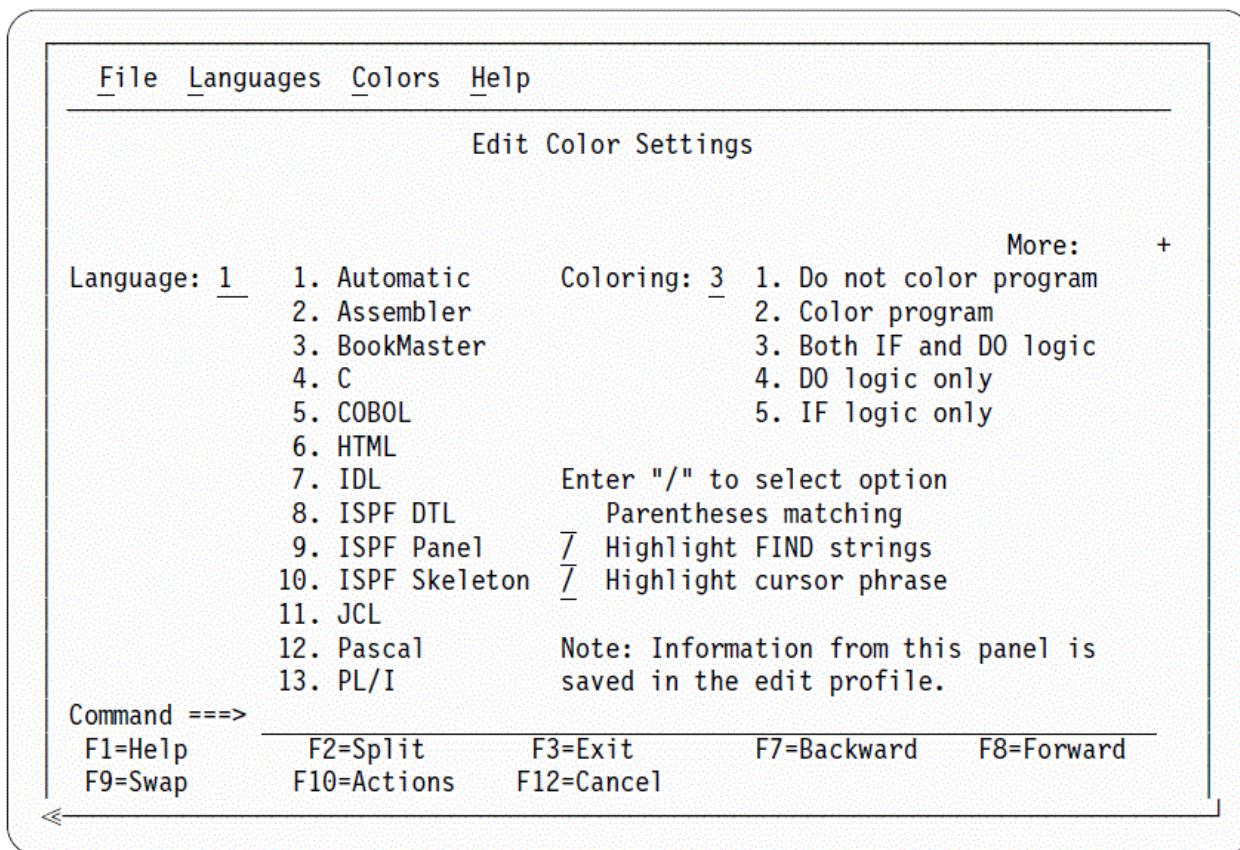 File  Languages  Colors  Help
Edit Color Settings
More:     +
Language: 1   1. Automatic      Coloring: 3  1. Do not color program
2. Assembler                   2. Color program
3. BookMaster                  3. Both IF and DO logic
4. C                           4. DO logic only
5. COBOL                       5. IF logic only
6. HTML
7. IDL            Enter "/" to select option
8. ISPF DTL          Parentheses matching
9. ISPF Panel     /  Highlight FIND strings
10. ISPF Skeleton  /  Highlight cursor phrase
11. JCL
12. Pascal         Note: Information from this panel is
13. PL/I           saved in the edit profile.
Command ===>
F1=Help        F2=Split       F3=Exit        F7=Backward    F8=Forward
F9=Swap       F10=Actions    F12=Cancel